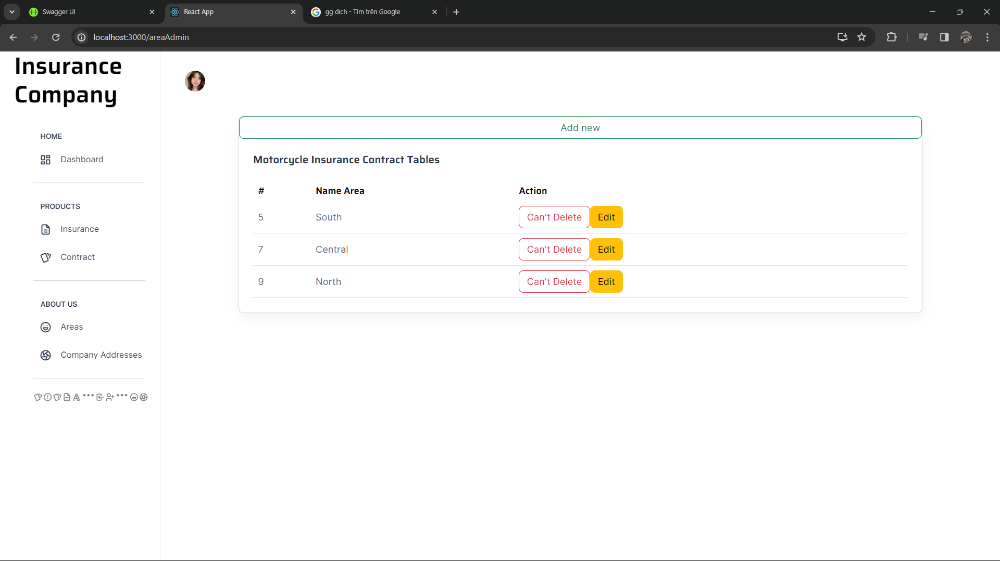 Swagger UI
React App
gg dich - Tìm trên Google
localhost:3000/areaAdmin
Insurance
Company
HOME
Dashboard
PRODUCTS
Insurance
Contract
ABOUT US
Areas
Company Addresses
Add new
Motorcycle Insurance Contract Tables
# Name Area Action
5 South Can't Delete Edit
7 Central Can't Delete Edit
9 North Can't Delete Edit